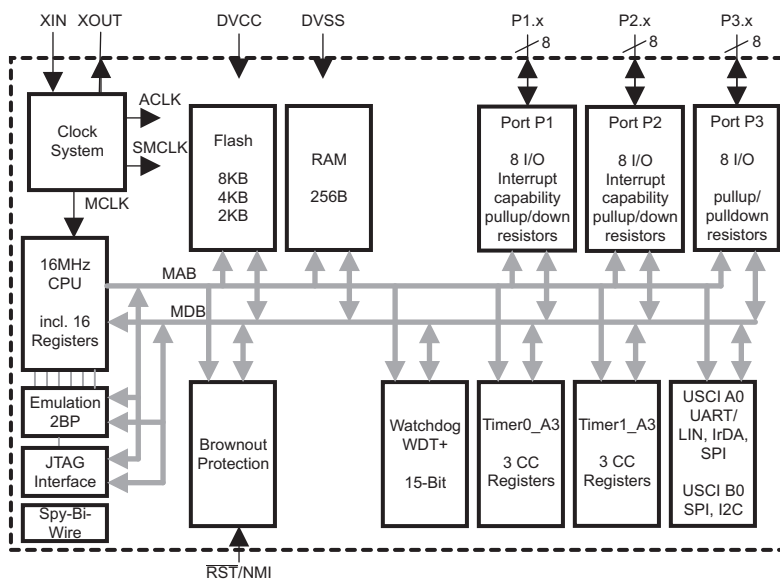 XIN XOUT
DVCC
DVSS
P1.x
P2.x
P3.x
8
8
8
Clock
System
ACLK
SMCLK
MCLK
Flash
8KB
4KB
2KB
RAM
256B
Port P1
8 I/O
Interrupt
capability
pullup/down
resistors
Port P2
8 I/O
Interrupt
capability
pullup/down
resistors
Port P3
8 I/O
pullup/
pulldown
resistors
16MHz
CPU
incl. 16
Registers
MAB
MDB
Emulation
2BP
JTAG
Interface
Spy-Bi-
Wire
Brownout
Protection
Watchdog
WDT+
15-Bit
Timer0_A3
3 CC
Registers
Timer1_A3
3 CC
Registers
USCI A0
UART/
LIN, IrDA,
SPI
USCI B0
SPI, I2C
RST/NMI